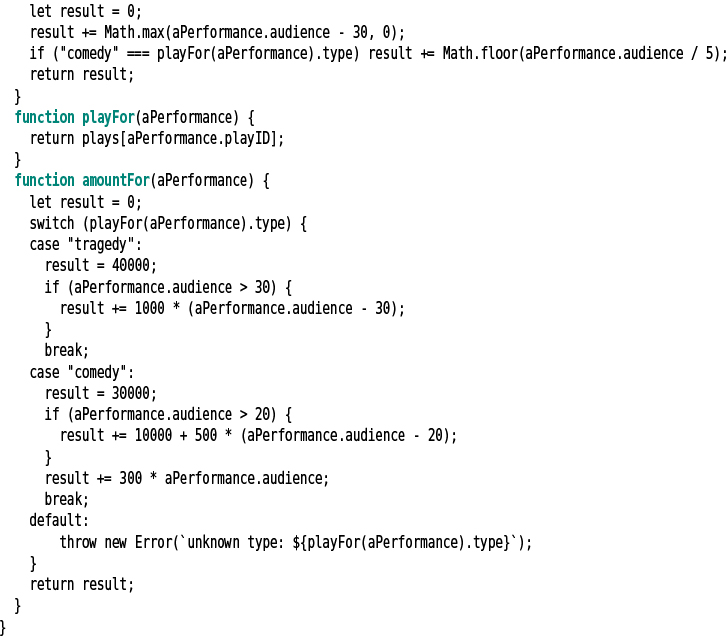 let result = 0;
result += Math.max(aPerformance.audience - 30, 0);
if ("comedy" === playFor(aPerformance).type) result += Math.floor(aPerformance.audience / 5);
return result;
}
function playFor(aPerformance) {
return plays[aPerformance.playID];
}
function amountFor(aPerformance) {
let result = 0;
switch (playFor(aPerformance).type) {
case "tragedy":
result = 40000;
if (aPerformance.audience > 30) {
result += 1000 * (aPerformance.audience - 30);
}
break;
case "comedy":
result = 30000;
if (aPerformance.audience > 20) {
result += 10000 + 500 * (aPerformance.audience - 20);
}
result += 300 * aPerformance.audience;
break;
default:
throw new Error(`unknown type: ${playFor(aPerformance).type}`);
}
return result;
}
}